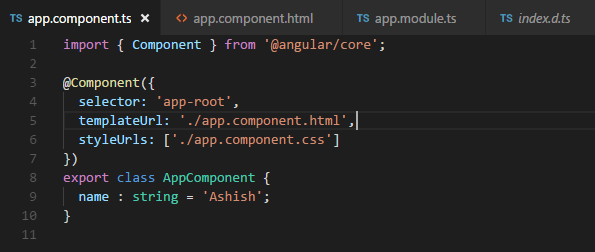 TS app.component.ts × <> app.component.html TS app.module.ts TS index.d.ts
1 import { Component } from '@angular/core';
2
3 @Component({
4 selector: 'app-root',
5 templateUrl: './app.component.html',
6 styleUrls: ['./app.component.css']
7 })
8 export class AppComponent {
9 name : string = 'Ashish';
10 }
11